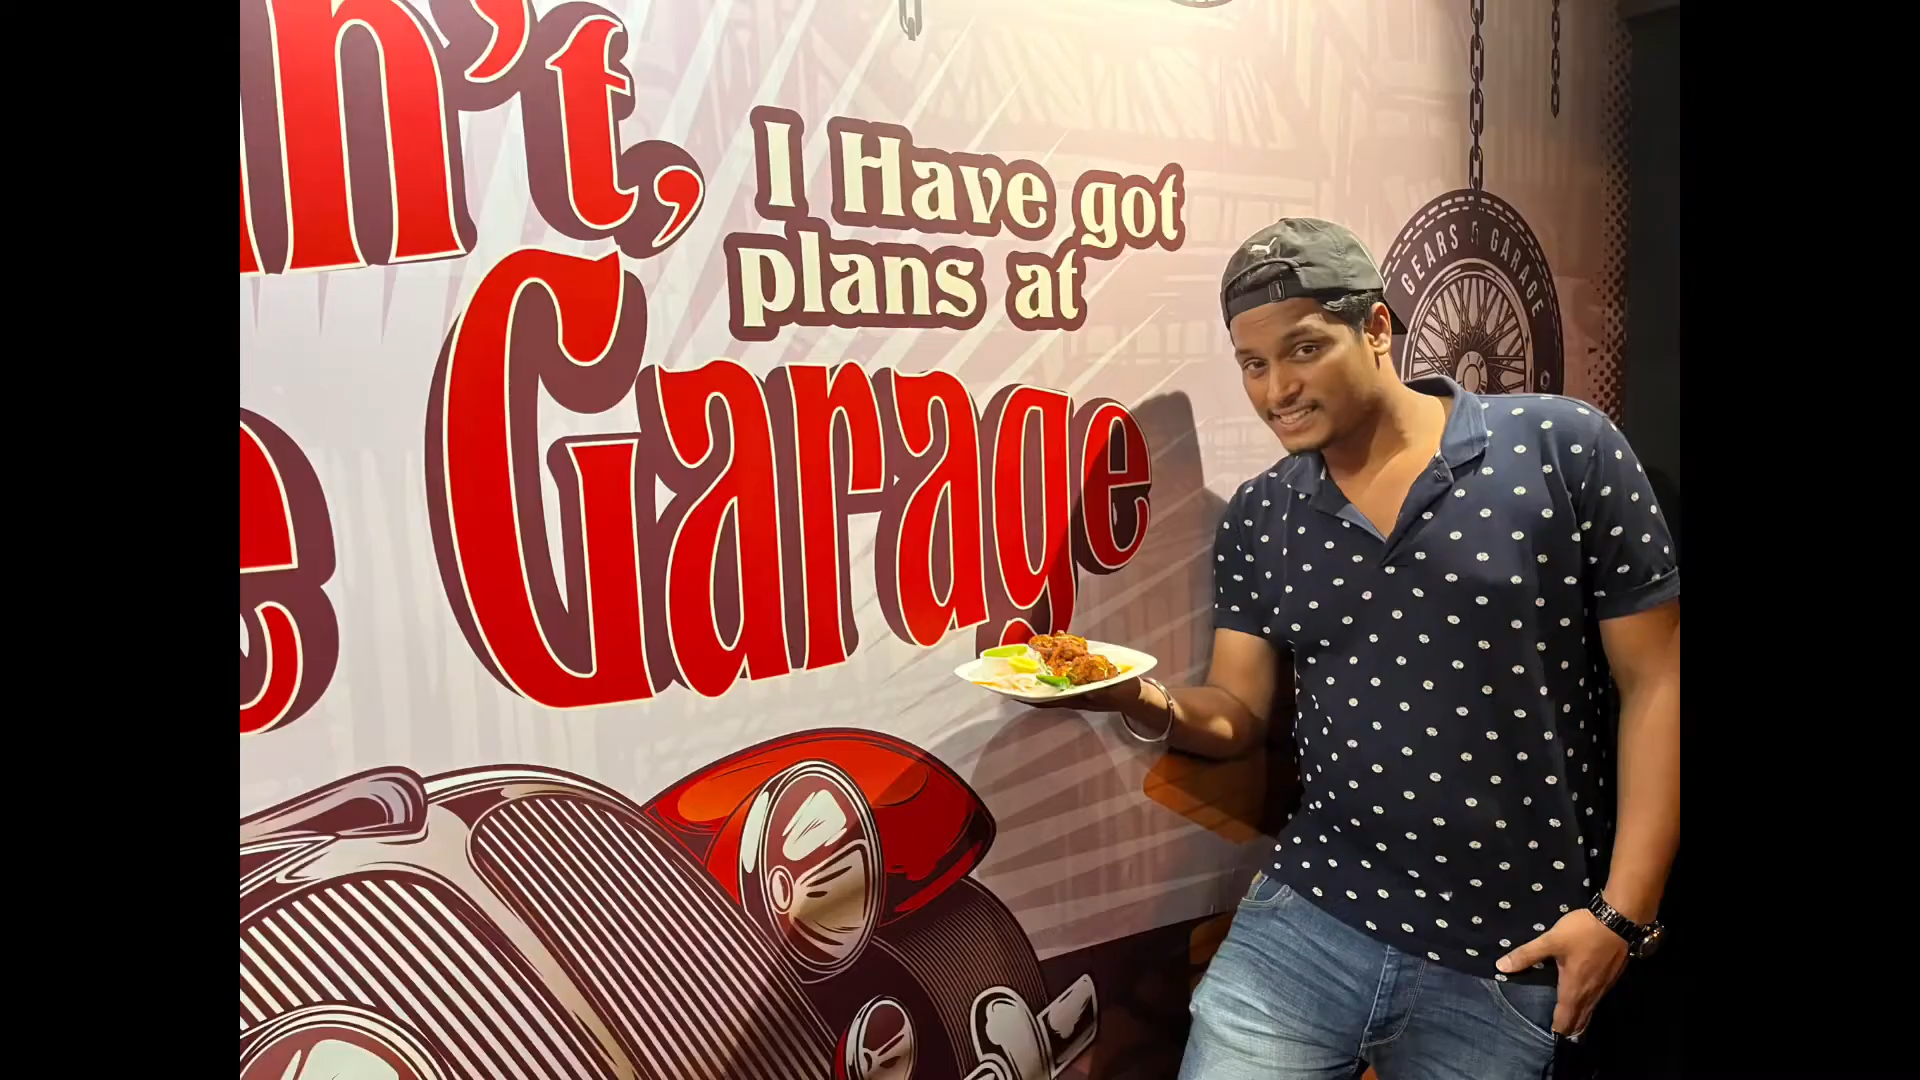 n't,
I Have got
plans at
e Garage
GEARS & GARAGE